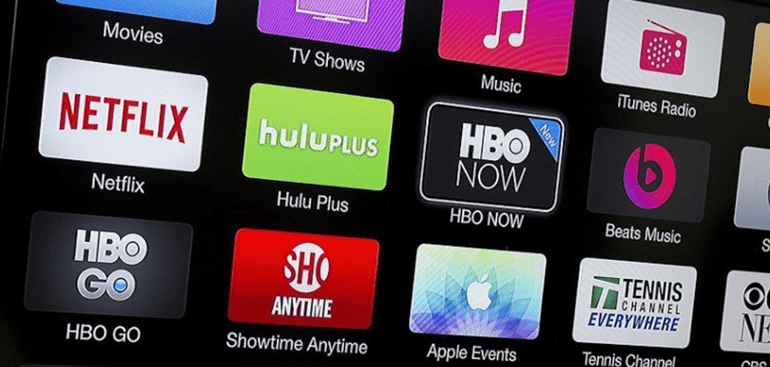 Movies
TV Shows
Music
iTunes Radio
NETFLIX
huluPLUS
HBO
NOW
New
Netflix
Hulu Plus
HBO NOW
Beats Music
HBO
GO
SHO
ANYTIME
TENNIS
CHANNEL
EVERYWHERE
HBO GO
Showtime Anytime
Apple Events
Tennis Channel